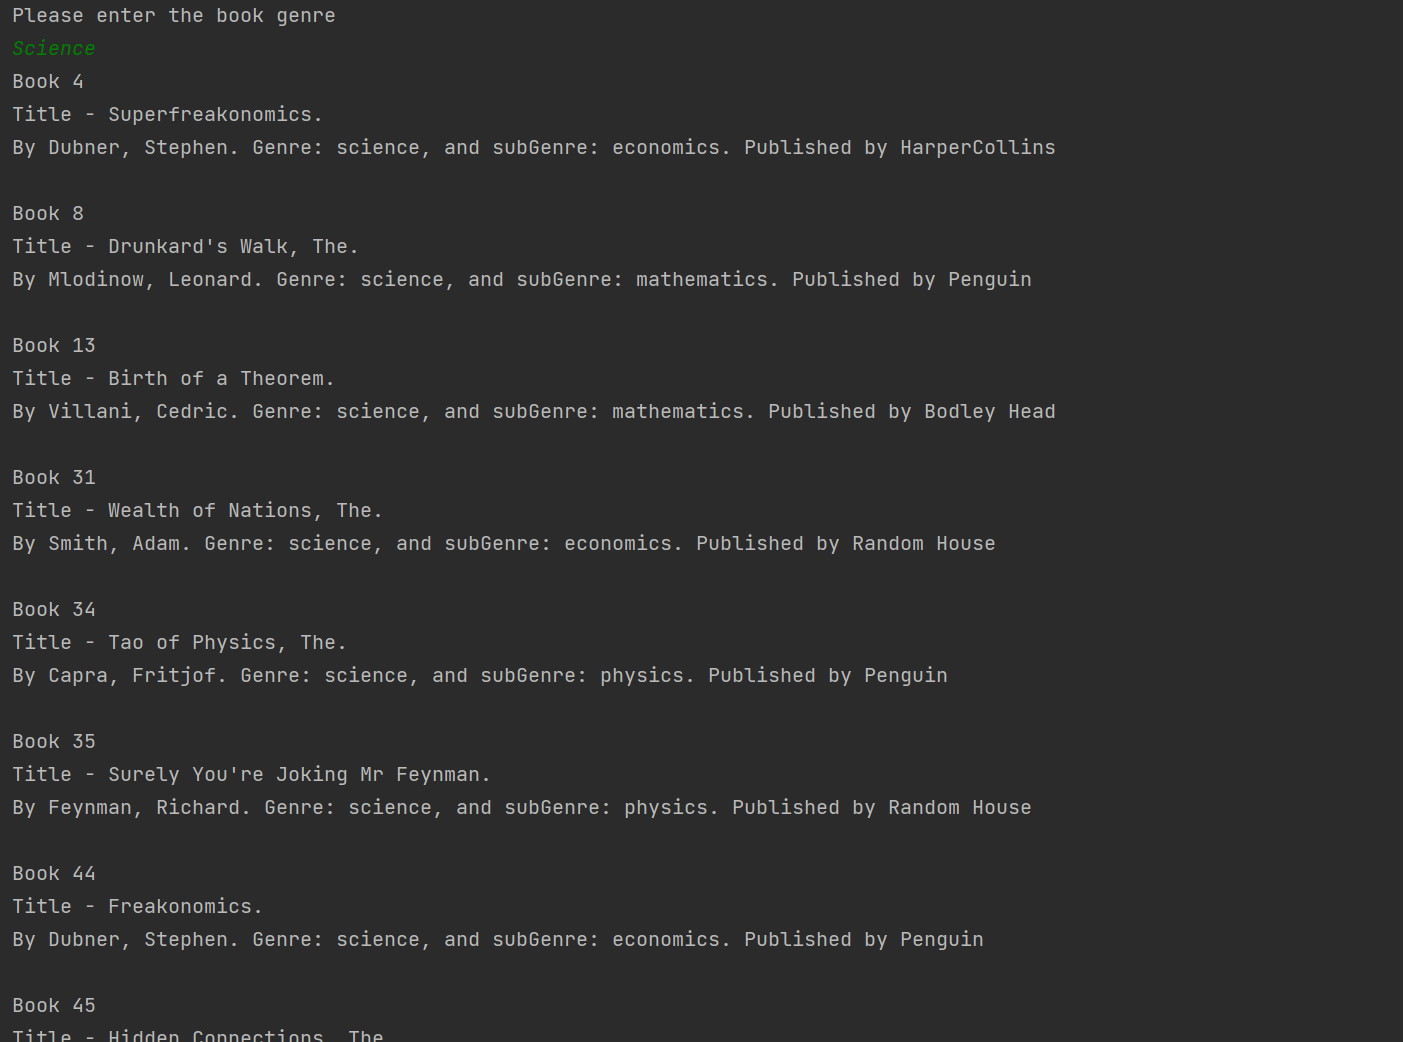 Please enter the book genre
Science
Book 4
Title - Superfreakonomics.
By Dubner, Stephen. Genre: science, and subGenre: economics. Published by HarperCollins
Book 8
Title - Drunkard's Walk, The.
By Mlodinow, Leonard. Genre: science, and subGenre: mathematics. Published by Penguin
Book 13
Title - Birth of a Theorem.
By Villani, Cedric. Genre: science, and subGenre: mathematics. Published by Bodley Head
Book 31
Title - Wealth of Nations, The.
By Smith, Adam. Genre: science, and subGenre: economics. Published by Random House
Book 34
Title - Tao of Physics, The.
By Capra, Fritjof. Genre: science, and subGenre: physics. Published by Penguin
Book 35
Title - Surely You're Joking Mr Feynman.
By Feynman, Richard. Genre: science, and subGenre: physics. Published by Random House
Book 44
Title - Freakonomics.
By Dubner, Stephen. Genre: science, and subGenre: economics. Published by Penguin
Book 45
Title - Hidden Connections, The